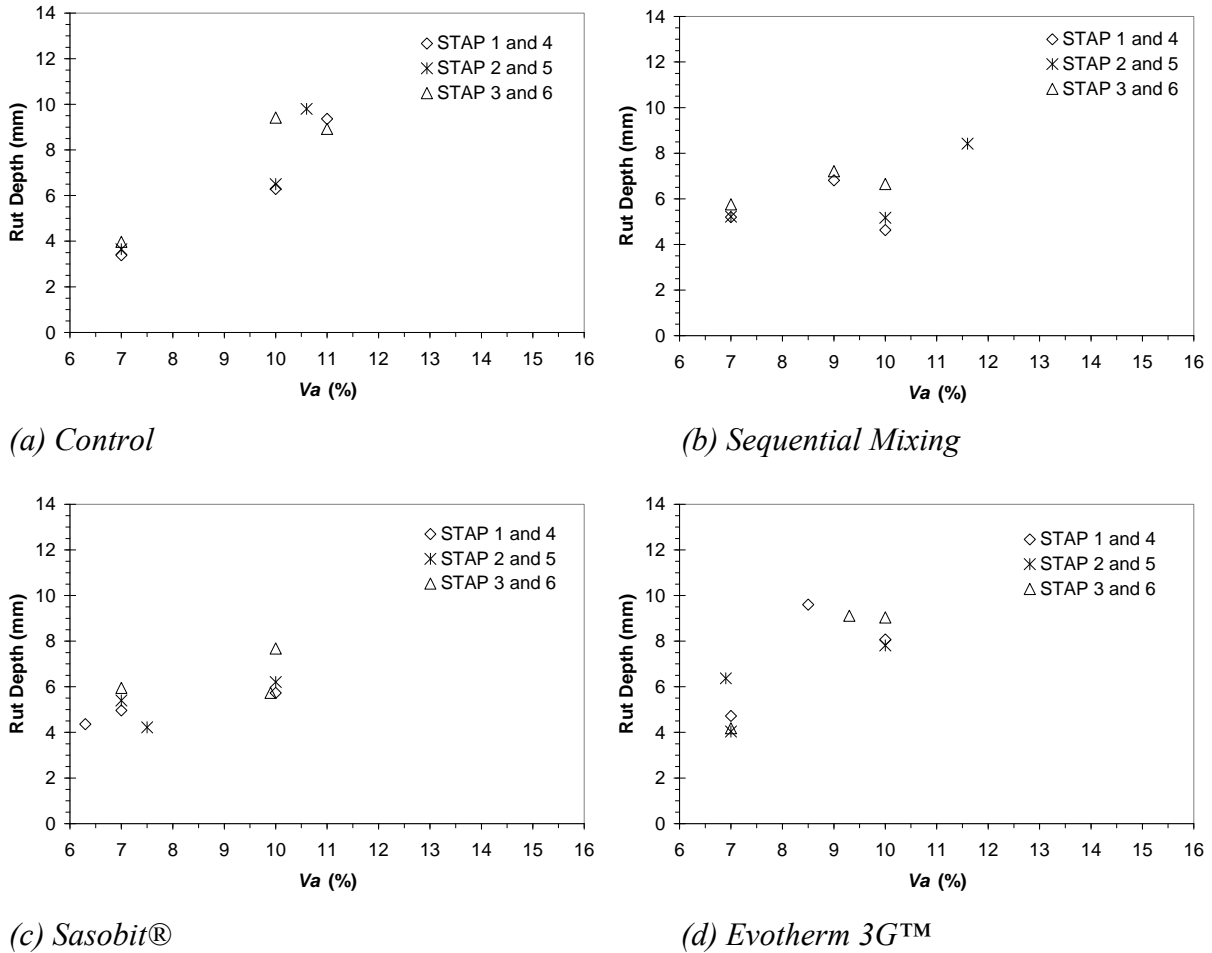 14
12
10
8
6
4
2
0
Rut Depth (mm)
STAP 1 and 4
STAP 2 and 5
STAP 3 and 6
6 7 8 9 10 11 12 13 14 15 16
Va (%)
(a) Control
14
12
10
8
6
4
2
0
Rut Depth (mm)
STAP 1 and 4
STAP 2 and 5
STAP 3 and 6
6 7 8 9 10 11 12 13 14 15 16
Va (%)
(b) Sequential Mixing
14
12
10
8
6
4
2
0
Rut Depth (mm)
STAP 1 and 4
STAP 2 and 5
STAP 3 and 6
6 7 8 9 10 11 12 13 14 15 16
Va (%)
(c) Sasobit®
14
12
10
8
6
4
2
0
Rut Depth (mm)
STAP 1 and 4
STAP 2 and 5
STAP 3 and 6
6 7 8 9 10 11 12 13 14 15 16
Va (%)
(d) Evotherm 3G™